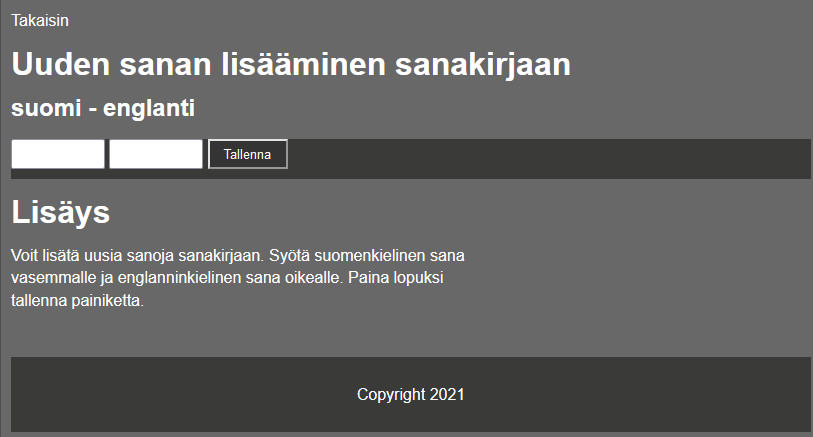 Takaisin
Uuden sanan lisääminen sanakirjaan
suomi - englanti
Tallenna
Lisäys
Voit lisätä uusia sanoja sanakirjaan. Syötä suomenkielinen sana
vasemmalle ja englanninkielinen sana oikealle. Paina lopuksi
tallenna painiketta.
Copyright 2021